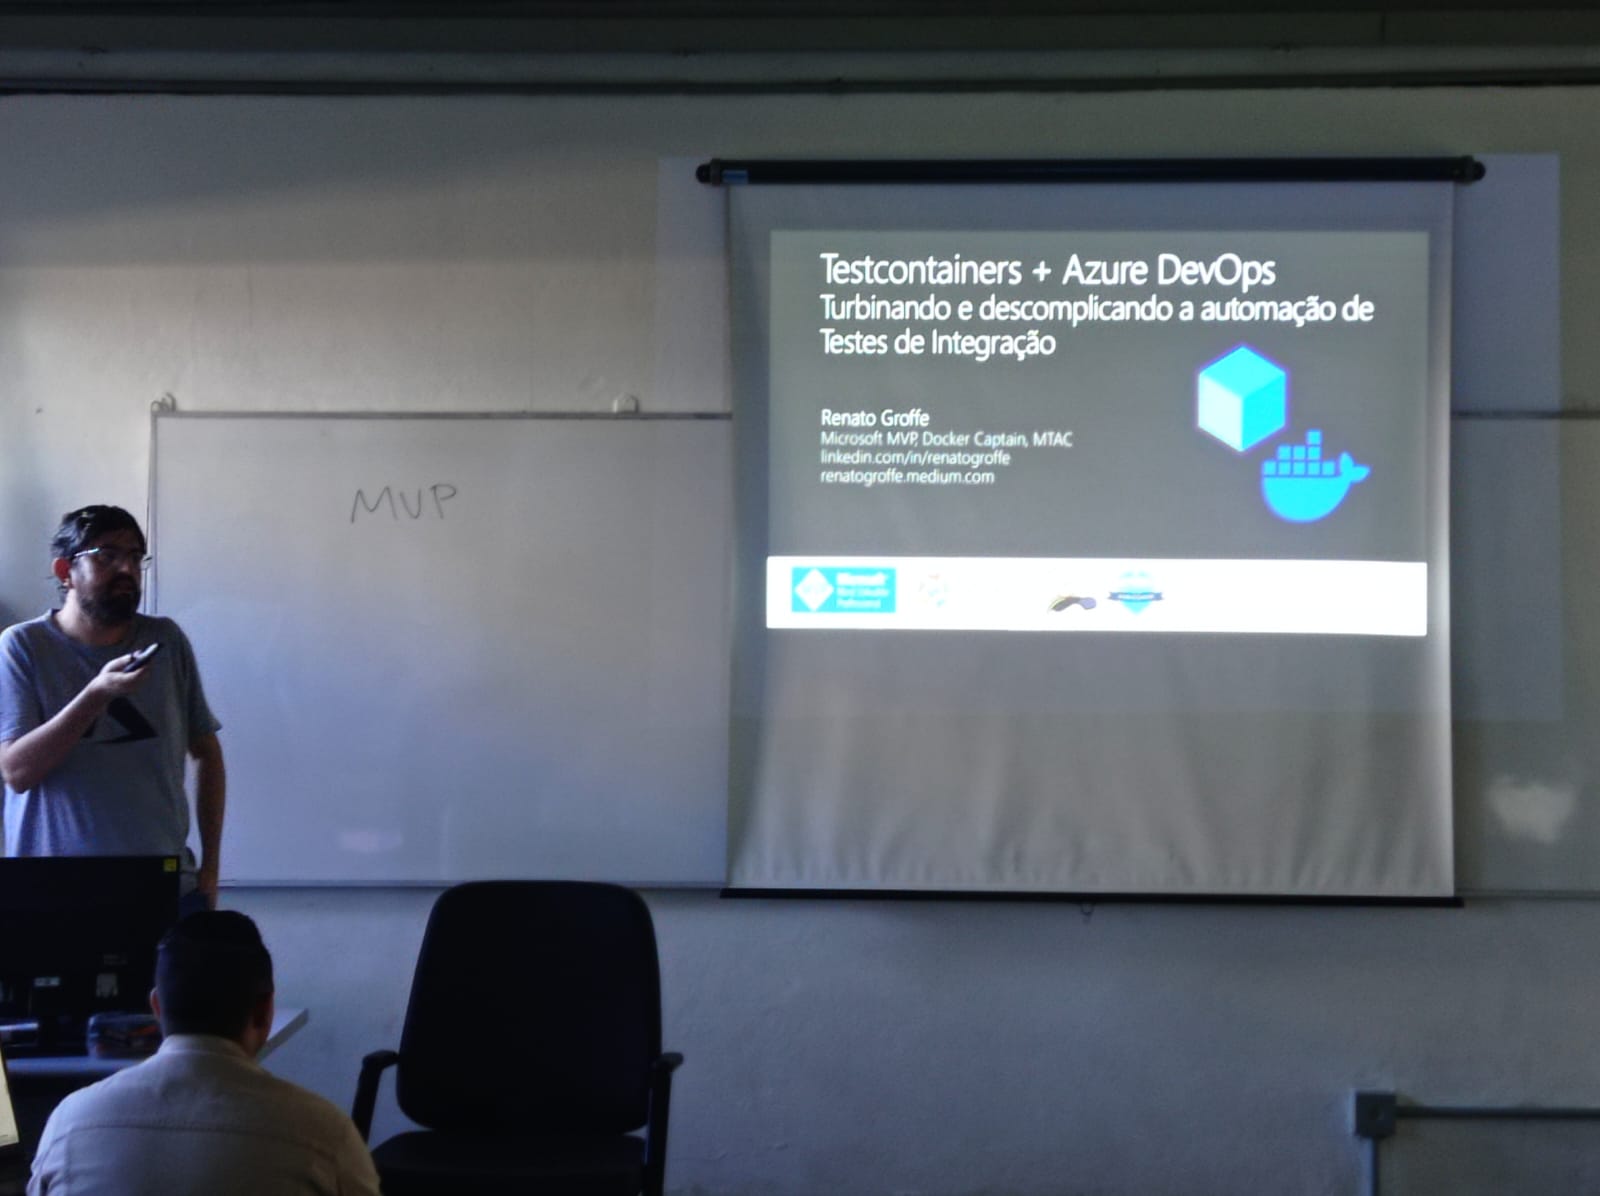 MVP
Testcontainers + Azure DevOps
Turbinando e descomplicando a automação de
Testes de Integração
Renato Groffe
Microsoft MVP, Docker Captain, MTAC
linkedin.com/in/renatogroffe
renatogroffe.medium.com
Microsoft